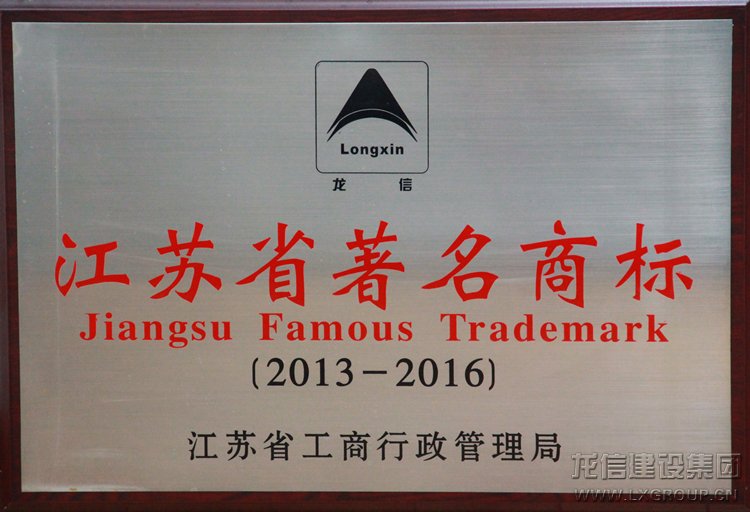 Longxin
龙 信
江苏省著名商标
Jiangsu Famous Trademark
(2013-2016)
江苏省工商行政管理局
龙信建设集团
WWW.LXGROUP.CN